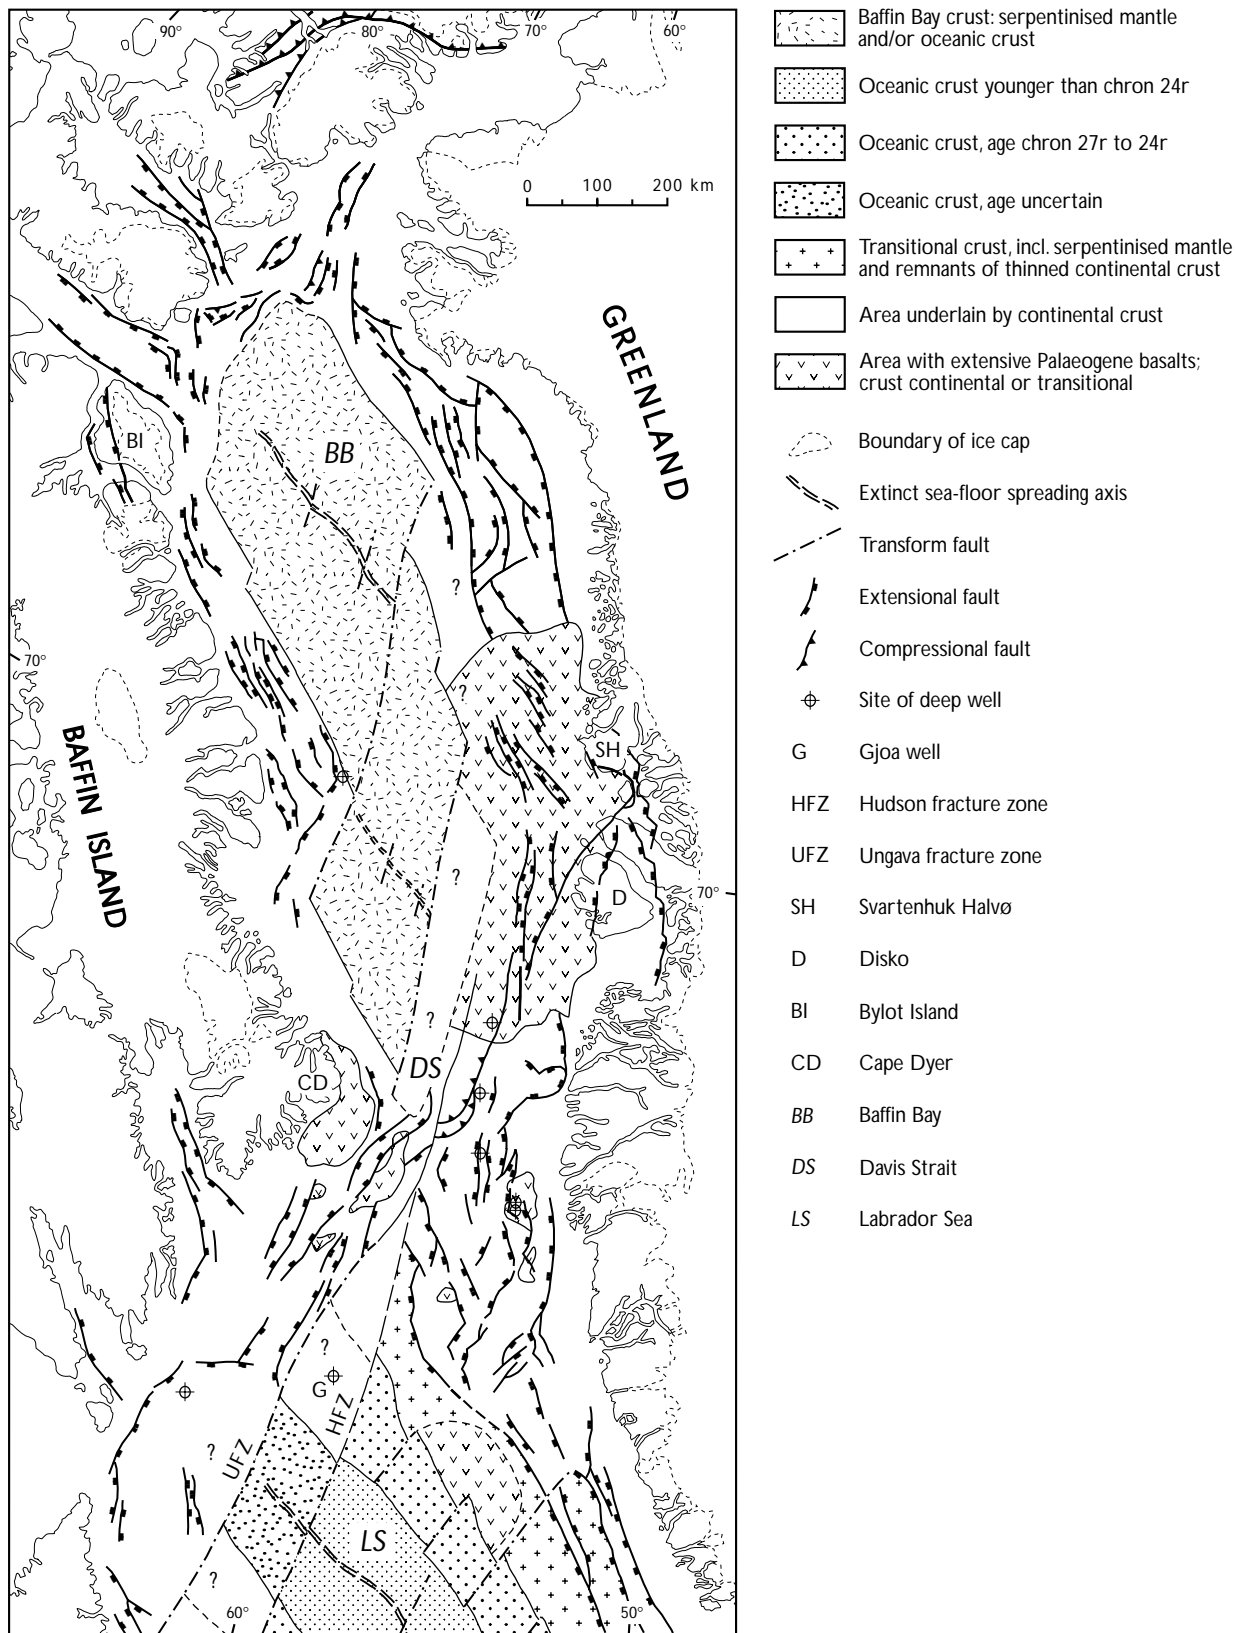 90°
80°
70°
60°
0 100 200 km
GREENLAND
BI
BB
?
70°
?
SH
BAFFIN ISLAND
?
D
70°
?
DS
CD
?
G
HFZ
?
UFZ
LS
?
60°
50°
Baffin Bay crust: serpentinised mantle
and/or oceanic crust
Oceanic crust younger than chron 24r
Oceanic crust, age chron 27r to 24r
Oceanic crust, age uncertain
Transitional crust, incl. serpentinised mantle
and remnants of thinned continental crust
Area underlain by continental crust
Area with extensive Palaeogene basalts;
crust continental or transitional
Boundary of ice cap
Extinct sea-floor spreading axis
Transform fault
Extensional fault
Compressional fault
Site of deep well
G Gjoa well
HFZ Hudson fracture zone
UFZ Ungava fracture zone
SH Svartenhuk Halvø
D Disko
BI Bylot Island
CD Cape Dyer
BB Baffin Bay
DS Davis Strait
LS Labrador Sea